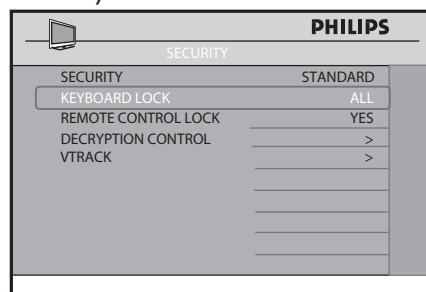 PHILIPS
SECURITY
SECURITY STANDARD
KEYBOARD LOCK ALL
REMOTE CONTROL LOCK YES
DECRYPTION CONTROL >
VTRACK >